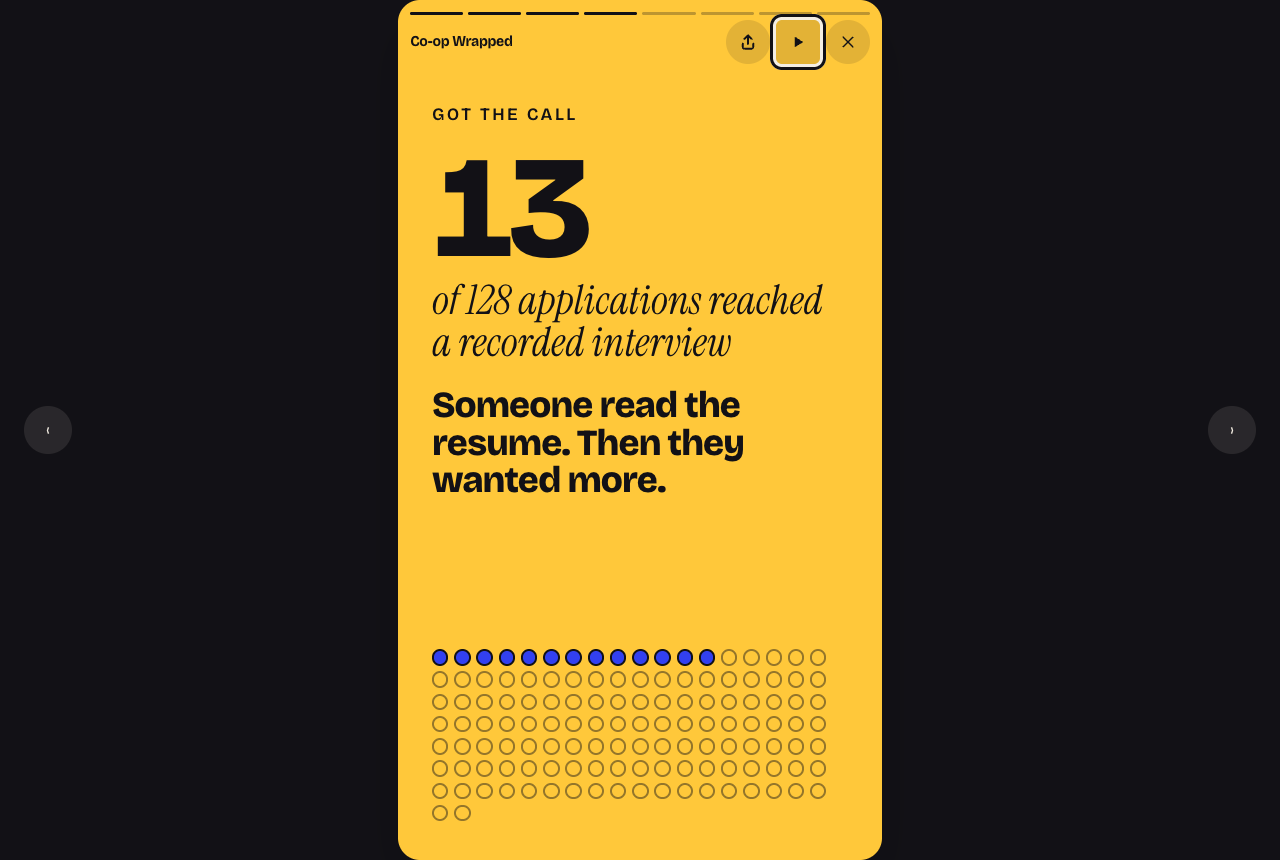 Co-op Wrapped
GOT THE CALL
13
of 128 applications reached
a recorded interview
Someone read the
resume. Then they
wanted more.